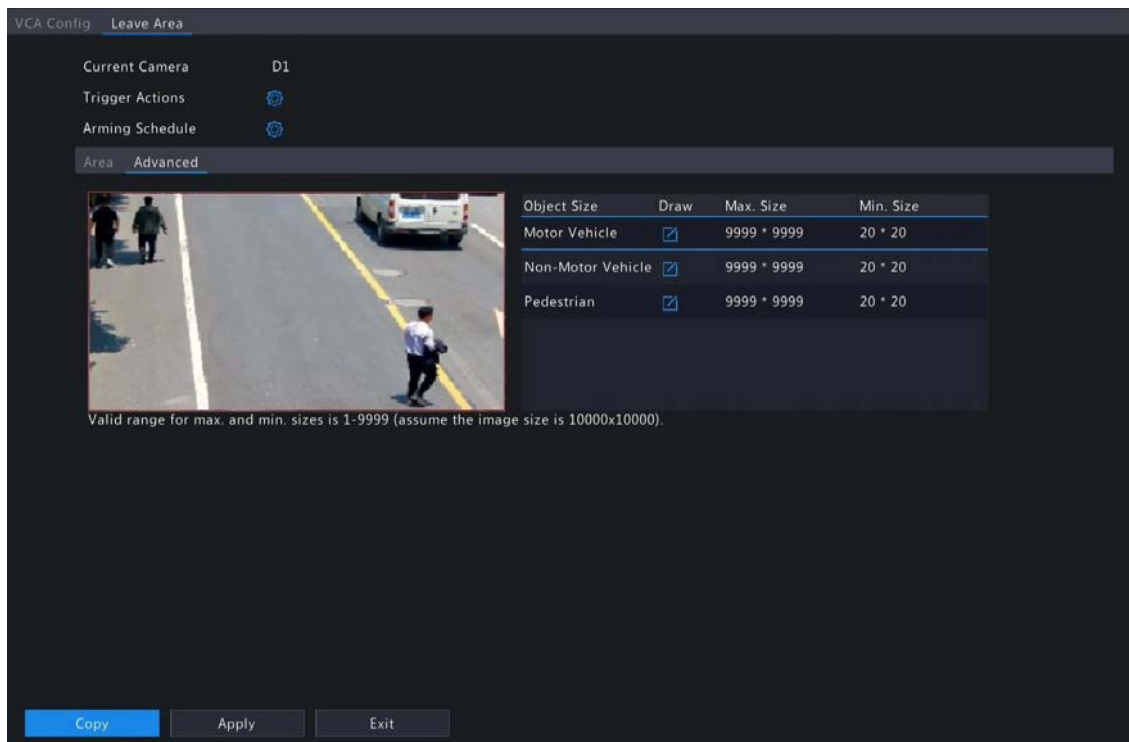 VCA Config Leave Area
Current Camera D1
Trigger Actions
Arming Schedule
Area Advanced
Object Size Draw Max. Size Min. Size
Motor Vehicle 9999 * 9999 20 * 20
Non-Motor Vehicle 9999 * 9999 20 * 20
Pedestrian 9999 * 9999 20 * 20
Valid range for max. and min. sizes is 1-9999 (assume the image size is 10000x10000).
Copy Apply Exit